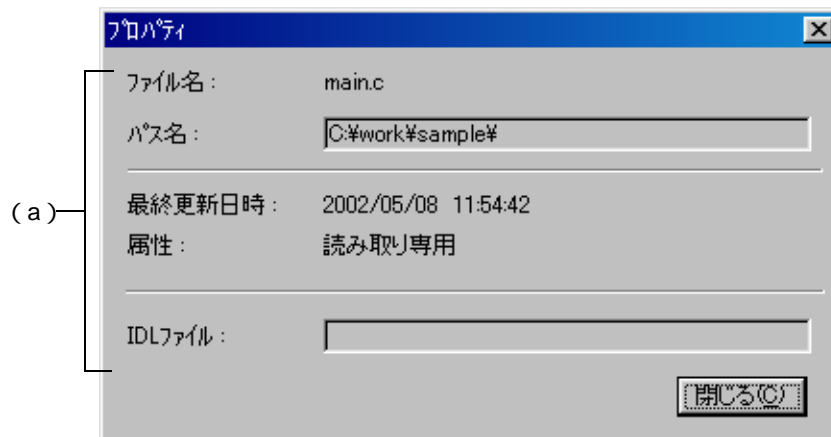 ﾌﾟﾛﾊﾟﾃｨ
ﾌｧｲﾙ名： main.c
ﾊﾟｽ名： C:¥work¥sample¥
(a)
最終更新日時： 2002/05/08 11:54:42
属性： 読み取り専用
IDLﾌｧｲﾙ：
閉じる(C)